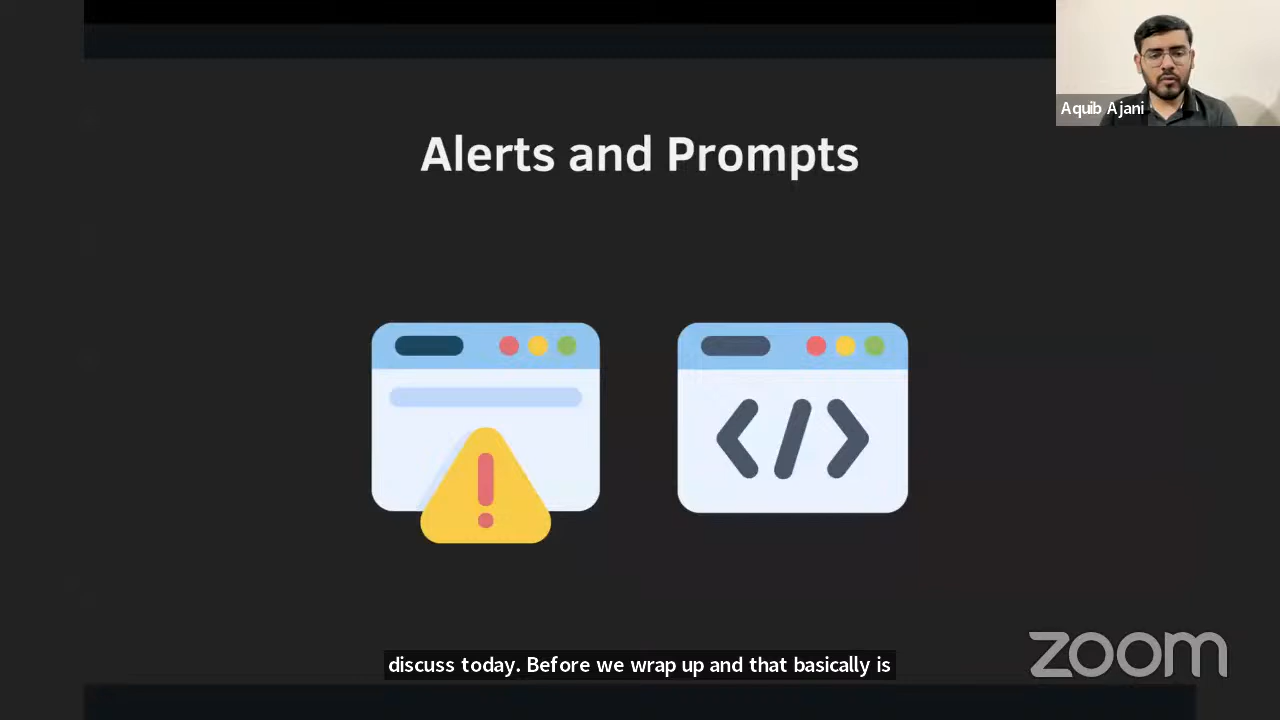 Aquib Ajani
Alerts and Prompts
discuss today. Before we wrap up and that basically is
zoom